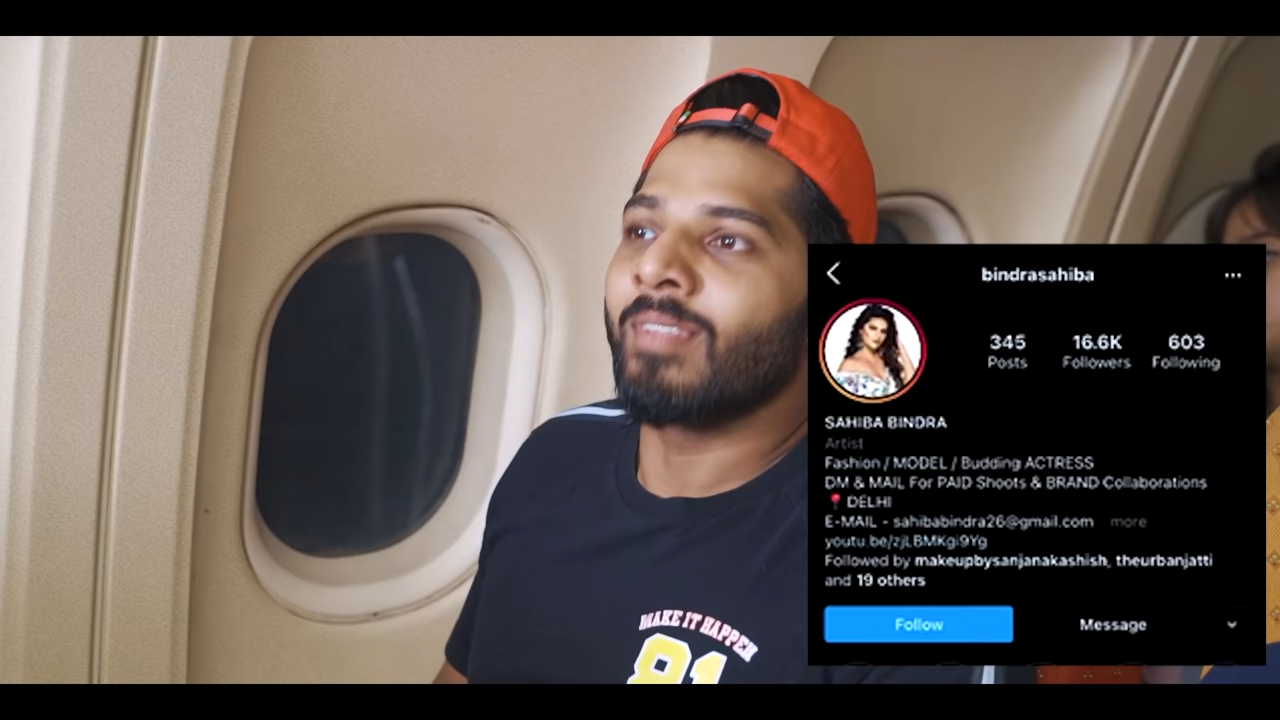 MAKE IT HAPPEN
81
bindrasahiba
345 16.6K 603
Posts Followers Following
SAHIBA BINDRA
Artist
Fashion / MODEL / Budding ACTRESS
DM & MAIL For PAID Shoots & BRAND Collaborations
📍 DELHI
E-MAIL - sahibabindra26@gmail.com more
youtu.be/zjLBMKgi9Yg
Followed by makeupbysanjanakashish, theurbanjatti
and 19 others
Follow Message